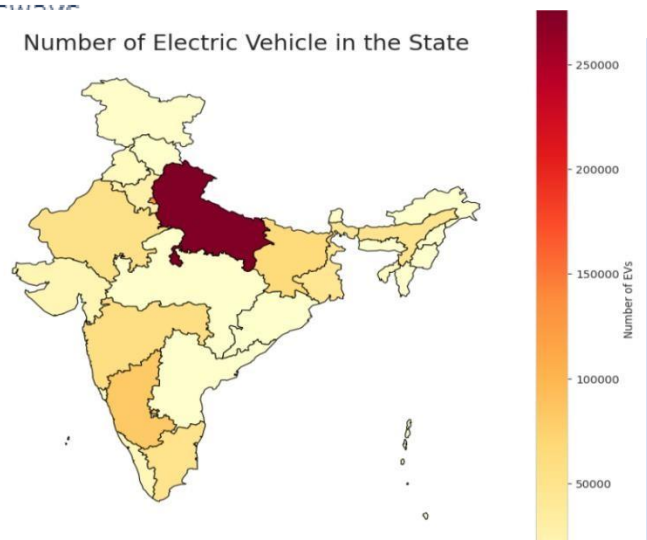 Number of Electric Vehicle in the State
250000
200000
150000
100000
50000
Number of EVs